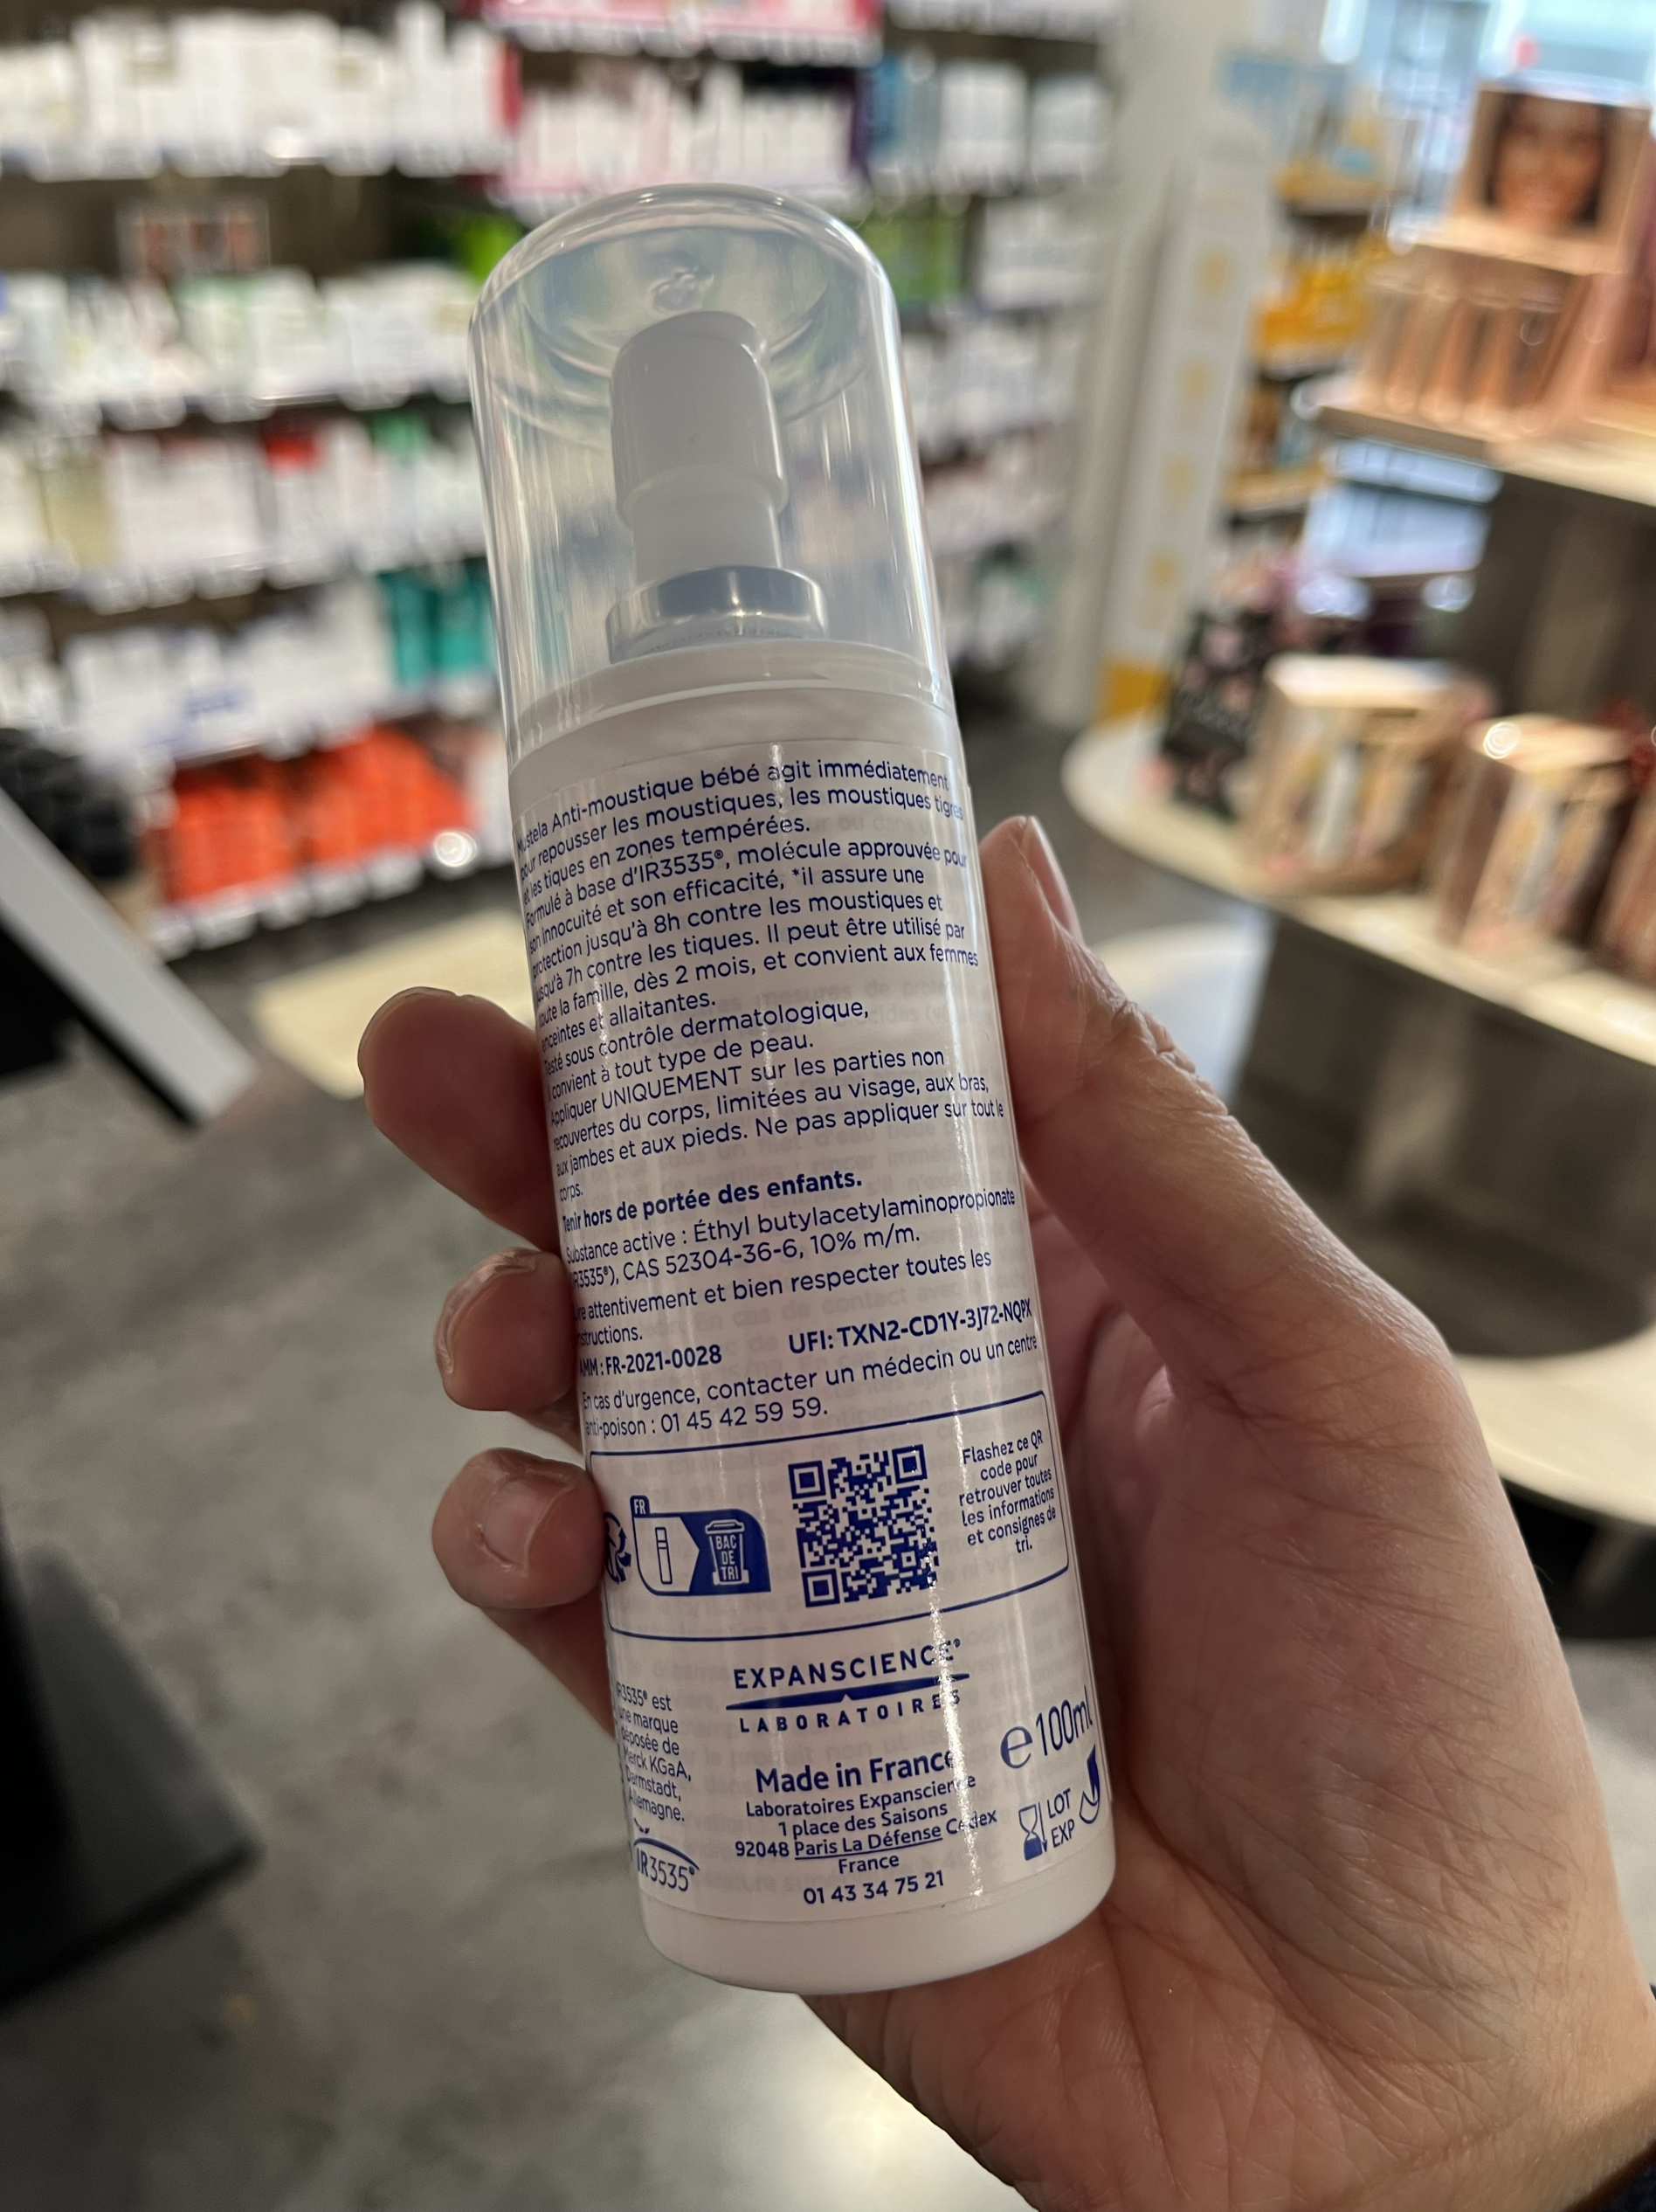 Mustela Anti-moustique bébé agit immédiatement
pour repousser les moustiques, les moustiques tigres
et les tiques en zones tempérées.
Formulé à base d'IR3535®, molécule approuvée pour
son innocuité et son efficacité, *il assure une
protection jusqu'à 8h contre les moustiques et
jusqu'à 7h contre les tiques. Il peut être utilisé par
toute la famille, dès 2 mois, et convient aux femmes
enceintes et allaitantes.
Testé sous contrôle dermatologique,
convient à tout type de peau.
Appliquer UNIQUEMENT sur les parties non
recouvertes du corps, limitées au visage, aux bras,
aux jambes et aux pieds. Ne pas appliquer sur tout le
corps.
Tenir hors de portée des enfants.
Substance active : Éthyl butylacetylaminopropionate
(IR3535®), CAS 52304-36-6, 10% m/m.
Lire attentivement et bien respecter toutes les
instructions.
AMM : FR-2021-0028 UFI: TXN2-CD1Y-3J72-NQPX
En cas d'urgence, contacter un médecin ou un centre
anti-poison : 01 45 42 59 59.
FR
BAC
DE
TRI
Flashez ce QR
code pour
retrouver toutes
les informations
et consignes de
tri.
EXPANSCIENCE®
LABORATOIRES
IR3535® est
une marque
déposée de
Merck KGaA,
Darmstadt,
Allemagne.
IR3535®
Made in France
Laboratoires Expanscience
1 place des Saisons
92048 Paris La Défense Cedex
France
01 43 34 75 21
e 100ml
LOT
EXP